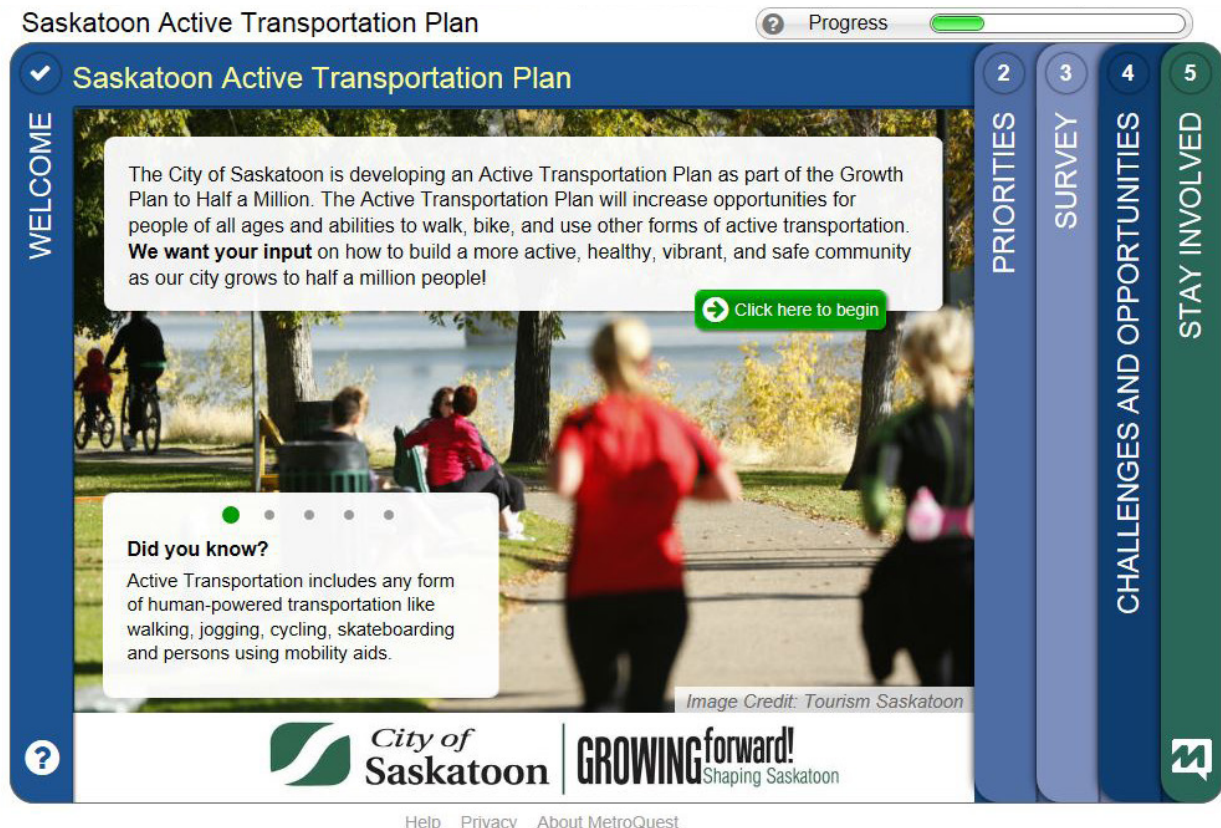 Saskatoon Active Transportation Plan
? Progress
WELCOME
Saskatoon Active Transportation Plan
The City of Saskatoon is developing an Active Transportation Plan as part of the Growth
Plan to Half a Million. The Active Transportation Plan will increase opportunities for
people of all ages and abilities to walk, bike, and use other forms of active transportation.
We want your input on how to build a more active, healthy, vibrant, and safe community
as our city grows to half a million people!
Click here to begin
Did you know?
Active Transportation includes any form
of human-powered transportation like
walking, jogging, cycling, skateboarding
and persons using mobility aids.
Image Credit: Tourism Saskatoon
?
City of
Saskatoon
GROWING forward!
Shaping Saskatoon
2
PRIORITIES
3
SURVEY
4
CHALLENGES AND OPPORTUNITIES
5
STAY INVOLVED
Help Privacy About MetroQuest